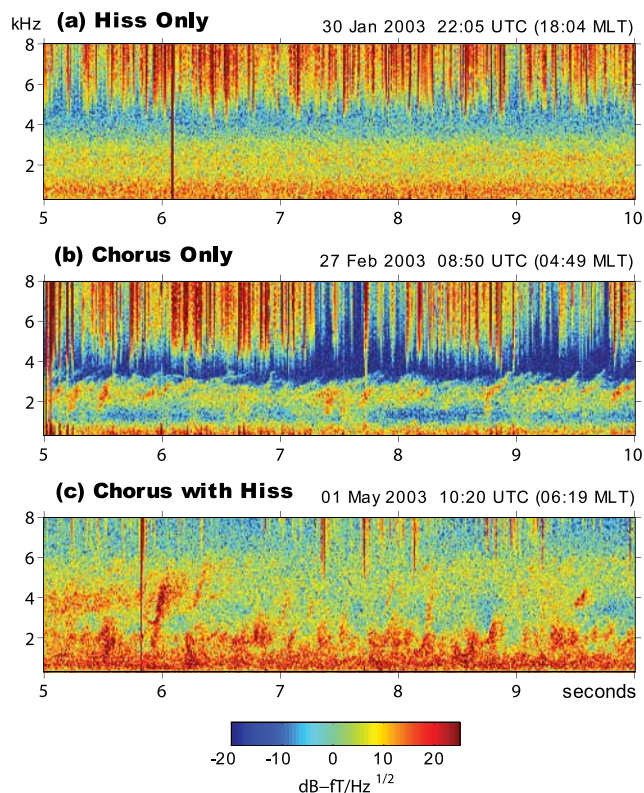 kHz (a) Hiss Only 30 Jan 2003 22:05 UTC (18:04 MLT)
8
6
4
2
5 6 7 8 9 10
(b) Chorus Only 27 Feb 2003 08:50 UTC (04:49 MLT)
8
6
4
2
5 6 7 8 9 10
(c) Chorus with Hiss 01 May 2003 10:20 UTC (06:19 MLT)
8
6
4
2
5 6 7 8 9 seconds
-20 -10 0 10 20
dB–fT/Hz 1/2